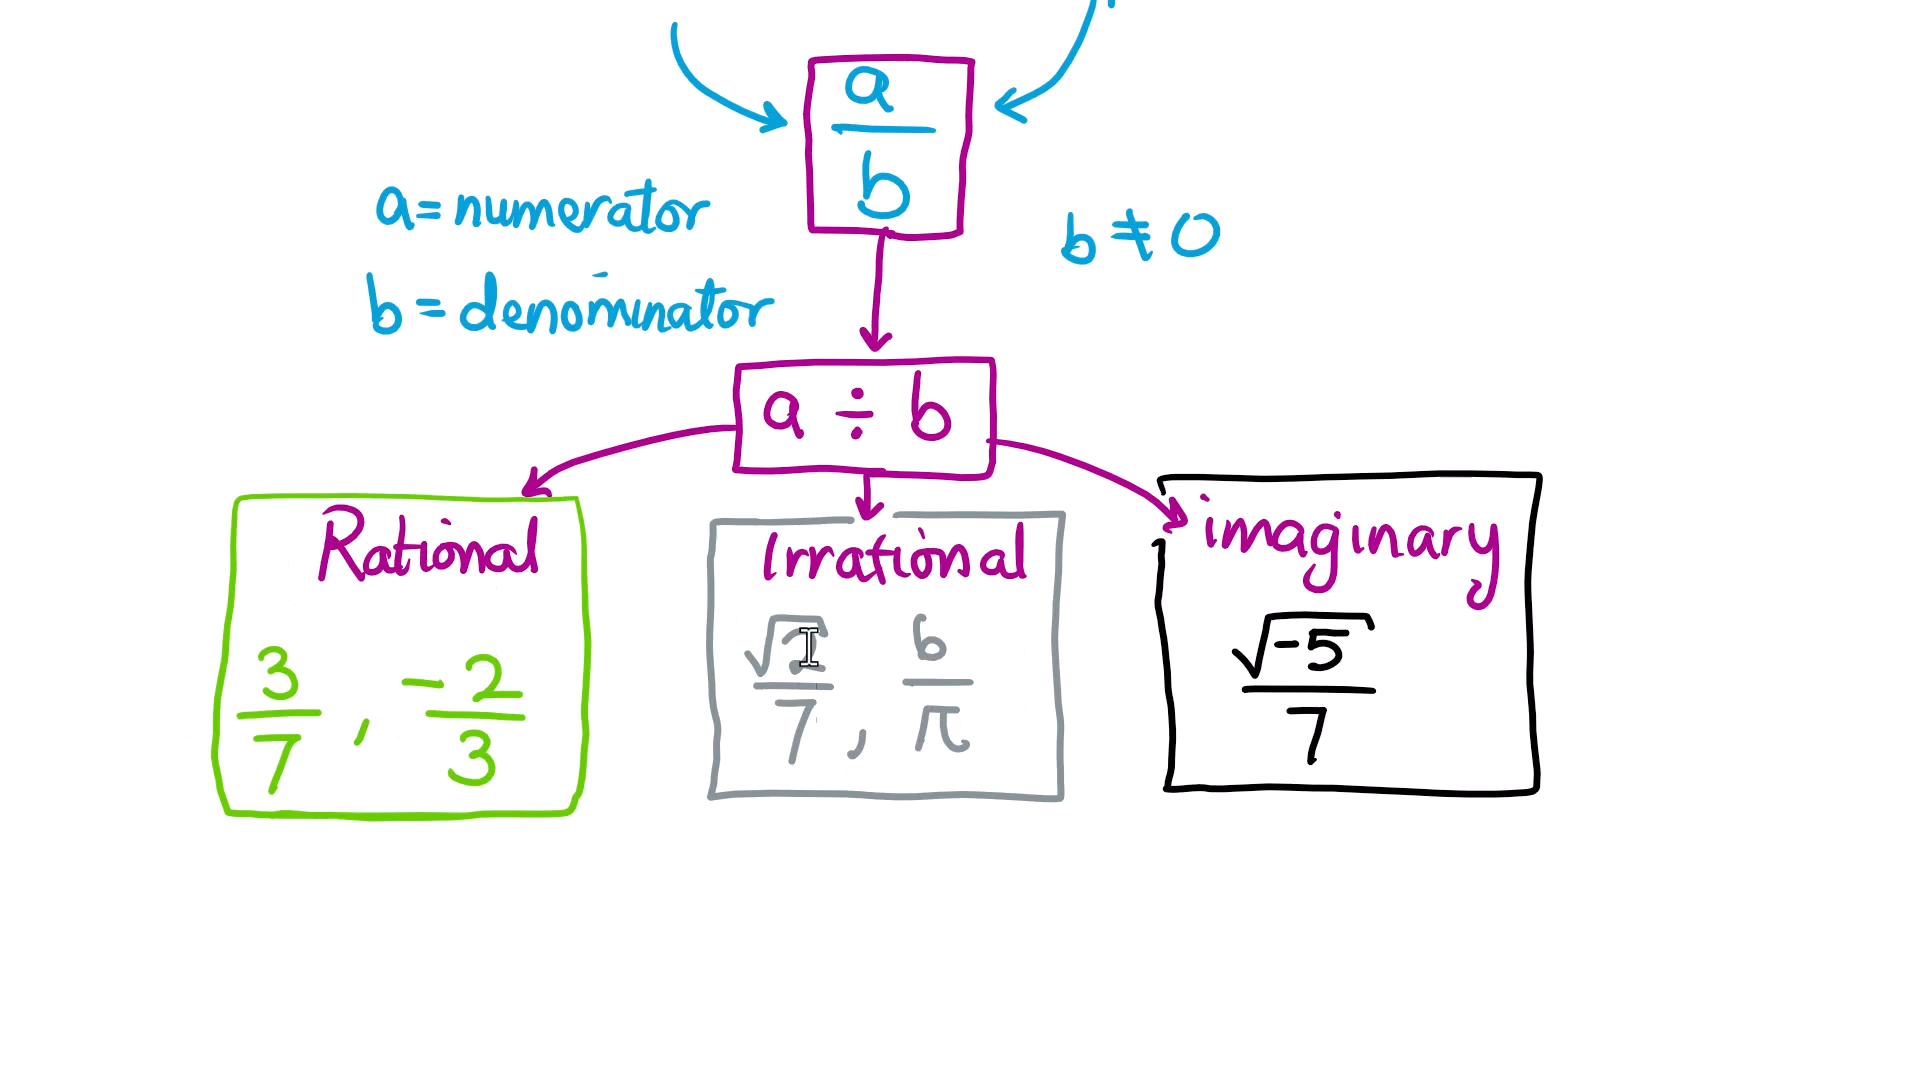 a
b
a = numerator
b ≠ 0
b = denominator
a ÷ b
Rational
Irrational
imaginary
3/7 , -2/3
√2/7 , 6/π
√-5/7